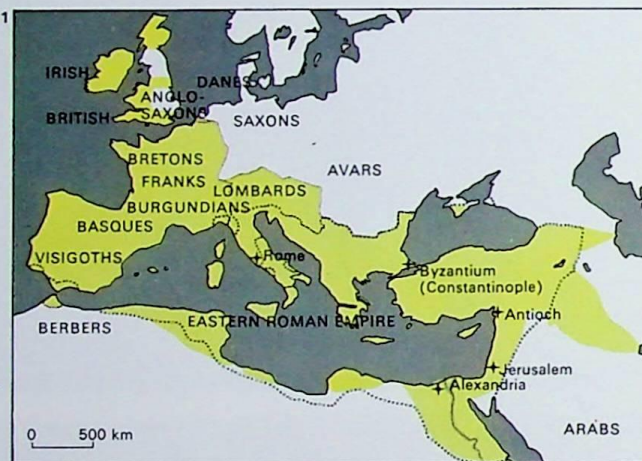 1
IRISH
DANES
ANGLO-
SAXONS
BRITISH
SAXONS
BRETONS
AVARS
FRANKS
LOMBARDS
BURGUNDIANS
BASQUES
VISIGOTHS
Rome
Byzantium
(Constantinople)
BERBERS
EASTERN ROMAN EMPIRE
Antioch
Jerusalem
Alexandria
ARABS
0 500 km